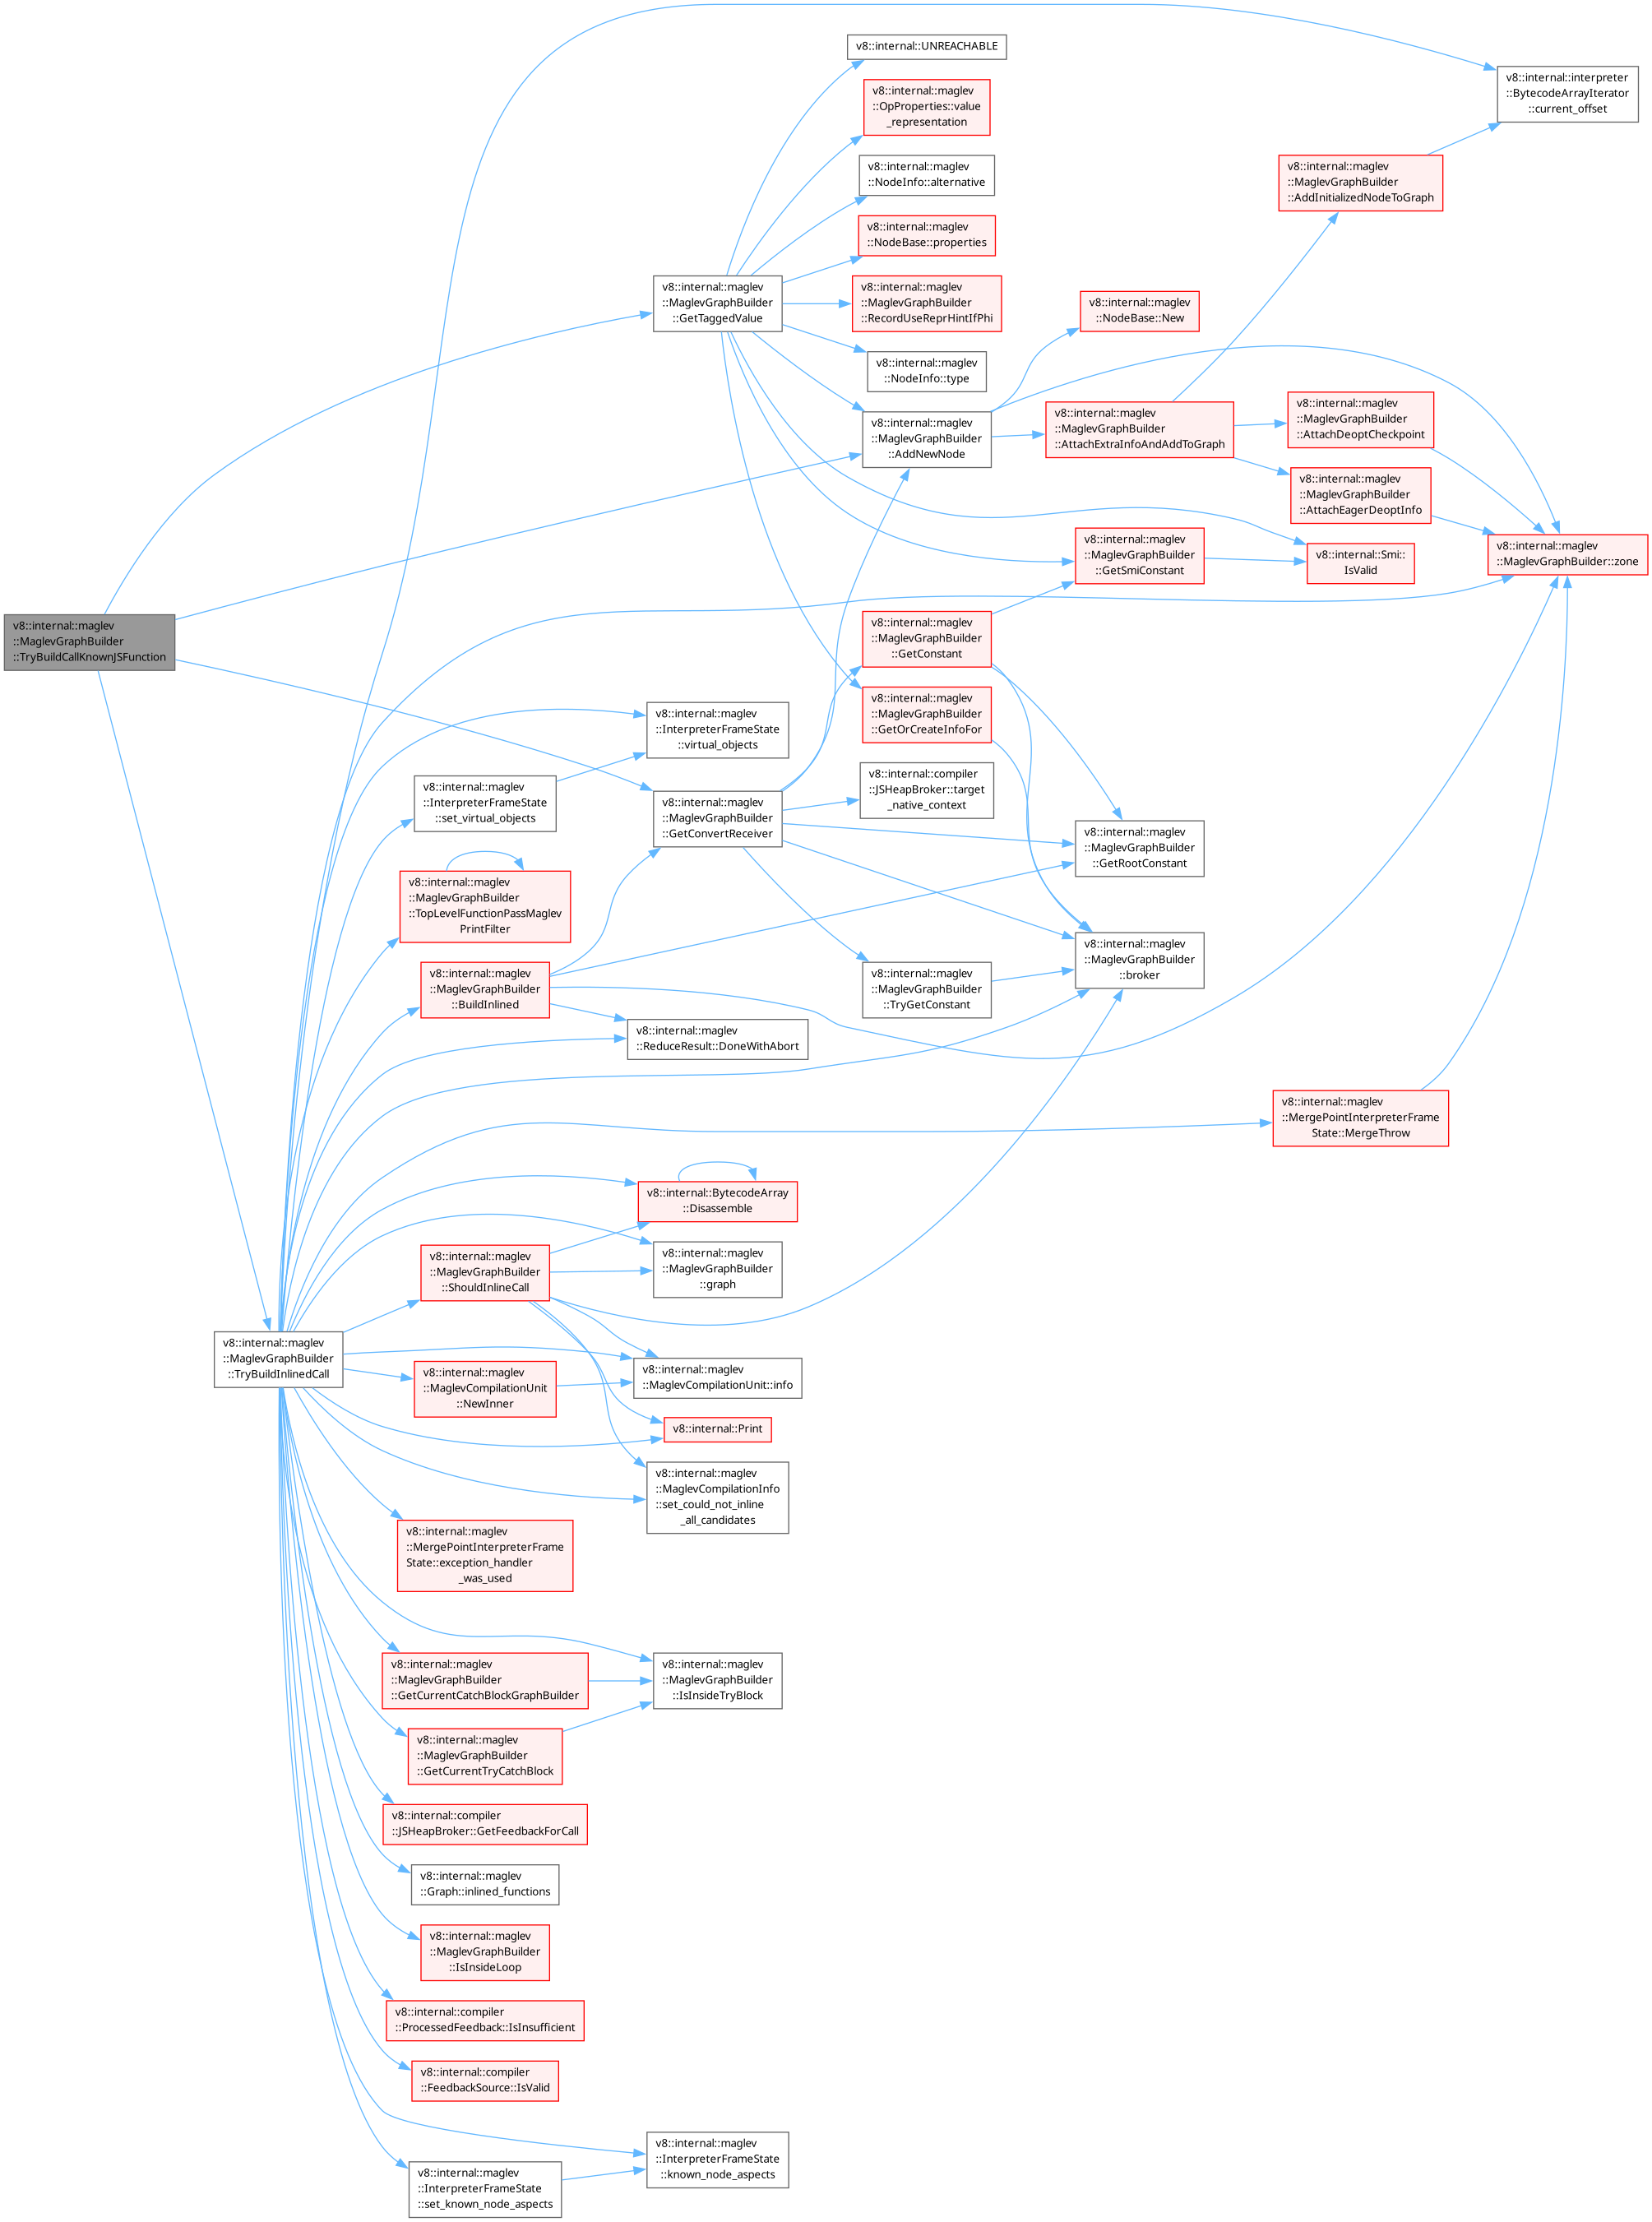 v8::internal::UNREACHABLE
v8::internal::interpreter
::BytecodeArrayIterator
::current_offset
v8::internal::maglev
::OpProperties::value
_representation
v8::internal::maglev
::NodeInfo::alternative
v8::internal::maglev
::MaglevGraphBuilder
::AddInitializedNodeToGraph
v8::internal::maglev
::NodeBase::properties
v8::internal::maglev
::MaglevGraphBuilder
::GetTaggedValue
v8::internal::maglev
::MaglevGraphBuilder
::RecordUseReprHintIfPhi
v8::internal::maglev
::NodeBase::New
v8::internal::maglev
::NodeInfo::type
v8::internal::maglev
::MaglevGraphBuilder
::AddNewNode
v8::internal::maglev
::MaglevGraphBuilder
::AttachExtraInfoAndAddToGraph
v8::internal::maglev
::MaglevGraphBuilder
::AttachDeoptCheckpoint
v8::internal::maglev
::MaglevGraphBuilder
::AttachEagerDeoptInfo
v8::internal::maglev
::MaglevGraphBuilder
::GetSmiConstant
v8::internal::Smi::
IsValid
v8::internal::maglev
::MaglevGraphBuilder::zone
v8::internal::maglev
::MaglevGraphBuilder
::TryBuildCallKnownJSFunction
v8::internal::maglev
::MaglevGraphBuilder
::GetConstant
v8::internal::maglev
::MaglevGraphBuilder
::GetOrCreateInfoFor
v8::internal::maglev
::InterpreterFrameState
::virtual_objects
v8::internal::maglev
::InterpreterFrameState
::set_virtual_objects
v8::internal::maglev
::MaglevGraphBuilder
::GetConvertReceiver
v8::internal::compiler
::JSHeapBroker::target
_native_context
v8::internal::maglev
::MaglevGraphBuilder
::GetRootConstant
v8::internal::maglev
::MaglevGraphBuilder
::TopLevelFunctionPassMaglev
PrintFilter
v8::internal::maglev
::MaglevGraphBuilder
::broker
v8::internal::maglev
::MaglevGraphBuilder
::BuildInlined
v8::internal::maglev
::MaglevGraphBuilder
::TryGetConstant
v8::internal::maglev
::ReduceResult::DoneWithAbort
v8::internal::maglev
::MergePointInterpreterFrame
State::MergeThrow
v8::internal::BytecodeArray
::Disassemble
v8::internal::maglev
::MaglevGraphBuilder
::ShouldInlineCall
v8::internal::maglev
::MaglevGraphBuilder
::graph
v8::internal::maglev
::MaglevGraphBuilder
::TryBuildInlinedCall
v8::internal::maglev
::MaglevCompilationUnit::info
v8::internal::maglev
::MaglevCompilationUnit
::NewInner
v8::internal::Print
v8::internal::maglev
::MaglevCompilationInfo
::set_could_not_inline
_all_candidates
v8::internal::maglev
::MergePointInterpreterFrame
State::exception_handler
_was_used
v8::internal::maglev
::MaglevGraphBuilder
::GetCurrentCatchBlockGraphBuilder
v8::internal::maglev
::MaglevGraphBuilder
::IsInsideTryBlock
v8::internal::maglev
::MaglevGraphBuilder
::GetCurrentTryCatchBlock
v8::internal::compiler
::JSHeapBroker::GetFeedbackForCall
v8::internal::maglev
::Graph::inlined_functions
v8::internal::maglev
::MaglevGraphBuilder
::IsInsideLoop
v8::internal::compiler
::ProcessedFeedback::IsInsufficient
v8::internal::compiler
::FeedbackSource::IsValid
v8::internal::maglev
::InterpreterFrameState
::known_node_aspects
v8::internal::maglev
::InterpreterFrameState
::set_known_node_aspects